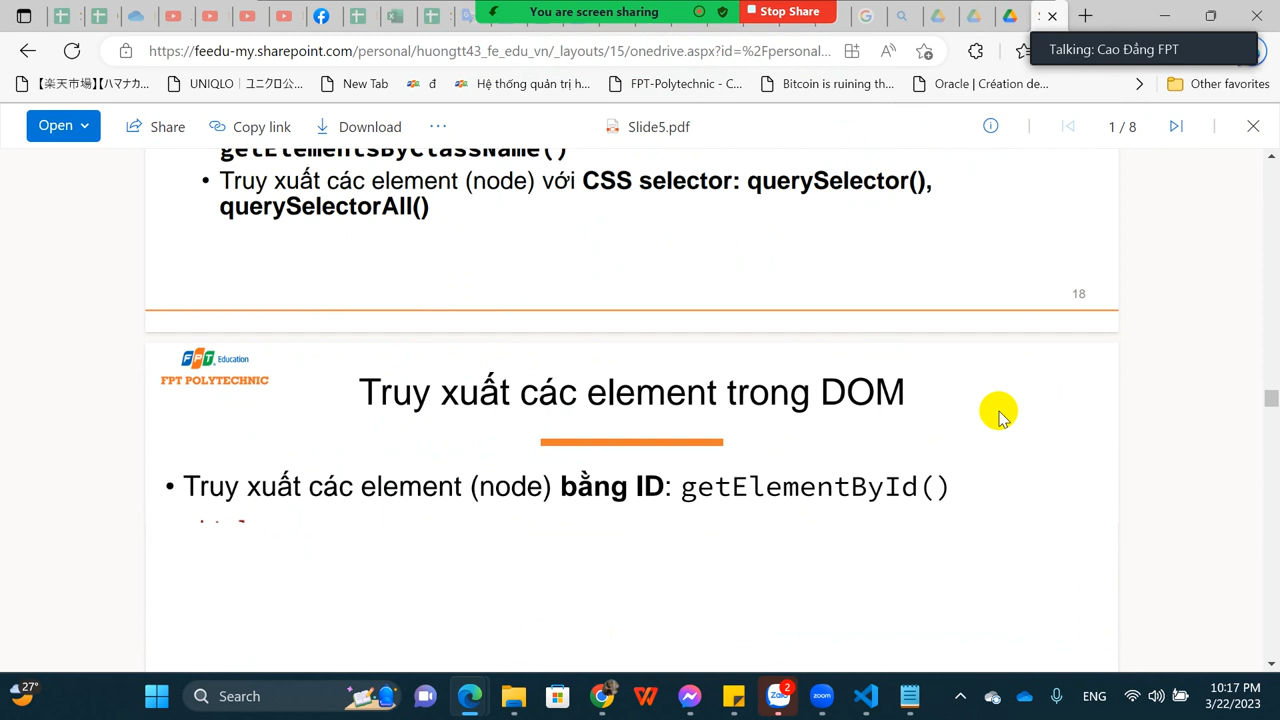 You are screen sharing
Stop Share
https://feedu-my.sharepoint.com/personal/huongtt43_fe_edu_vn/_layouts/15/onedrive.aspx?id=%2Fpersonal...
Talking: Cao Đẳng FPT
【楽天市場】(ハマナカ...
UNIQLO｜ユニクロ公...
New Tab
đ
Hệ thống quản trị h...
FPT-Polytechnic - C...
Bitcoin is ruining th...
Oracle | Création de...
Other favorites
Open
Share
Copy link
Download
Slide5.pdf
1 / 8
getElementsByClassName()
• Truy xuất các element (node) với CSS selector: querySelector(),
querySelectorAll()
18
FPT Education
FPT POLYTECHNIC
Truy xuất các element trong DOM
• Truy xuất các element (node) bằng ID: getElementById()
27°
Search
2
zoom
ENG
10:17 PM
3/22/2023